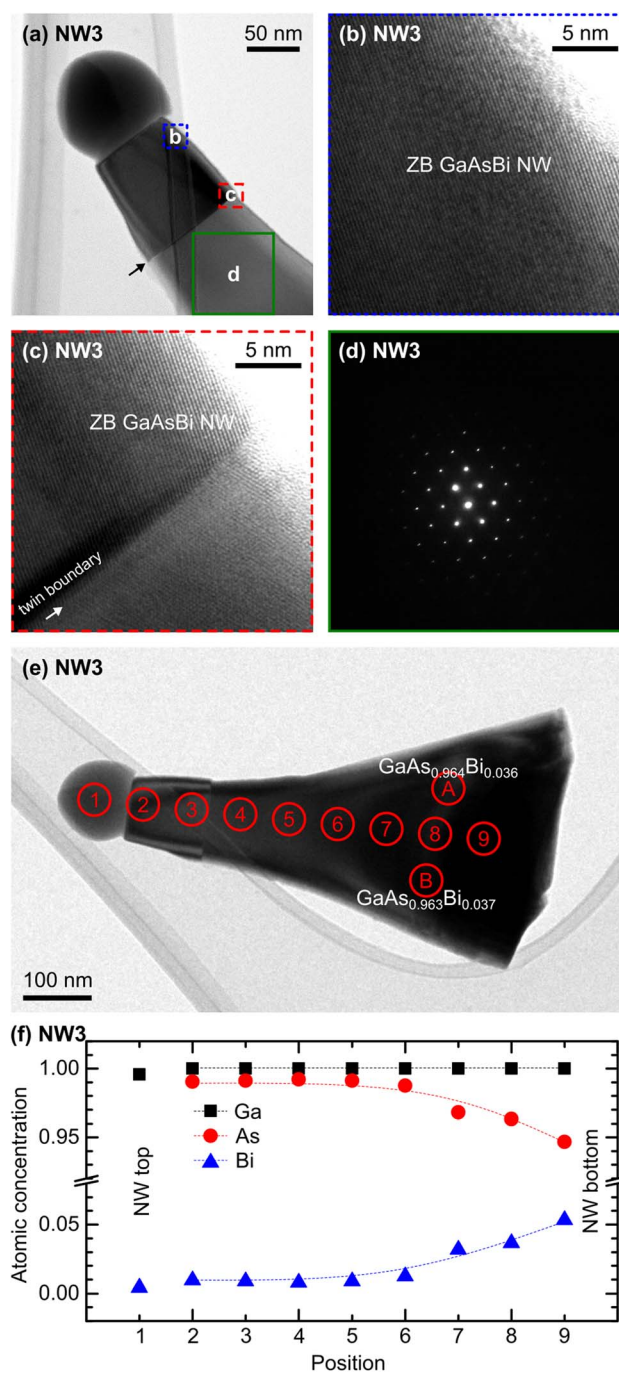 (a) NW3
50 nm
b
c
d
(b) NW3
5 nm
ZB GaAsBi NW
(c) NW3
5 nm
ZB GaAsBi NW
twin boundary
(d) NW3
(e) NW3
GaAs0.964Bi0.036
A
1 2 3 4 5 6 7 8 9
B
GaAs0.963Bi0.037
100 nm
(f) NW3
Atomic concentration
1.00
0.95
0.05
0.00
NW top
Ga
As
Bi
NW bottom
1 2 3 4 5 6 7 8 9
Position